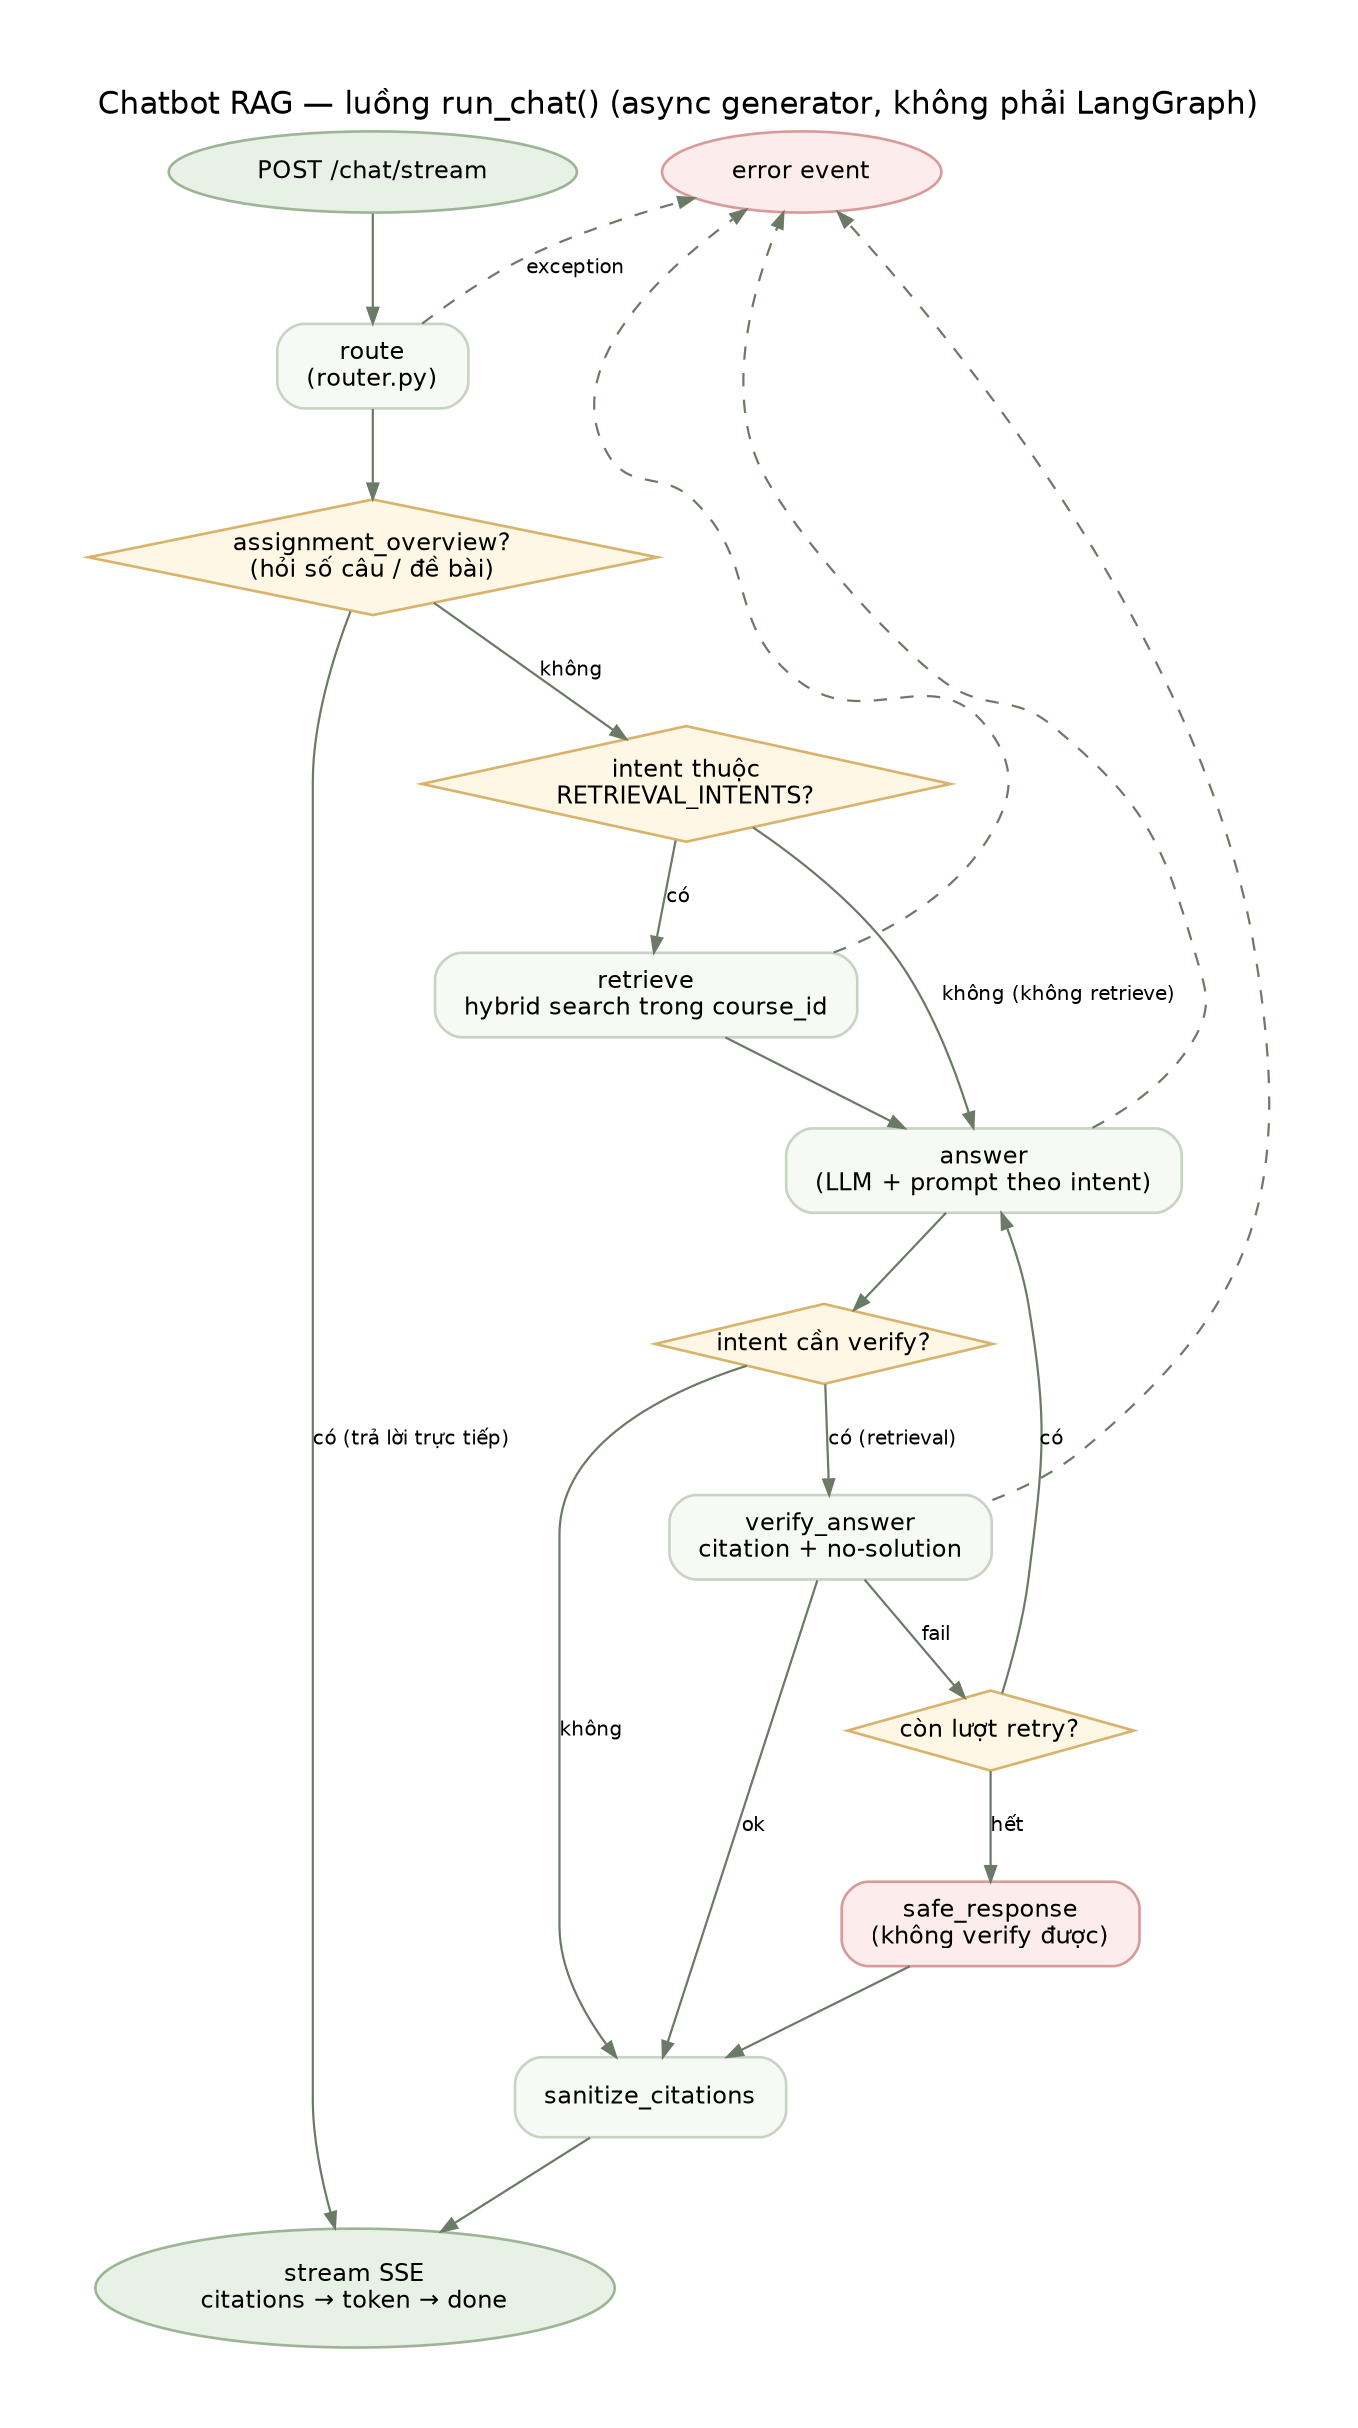 Chatbot RAG — luồng run_chat() (async generator, không phải LangGraph)
POST /chat/stream
error event
exception
route
(router.py)
assignment_overview?
(hỏi số câu / đề bài)
không
intent thuộc
RETRIEVAL_INTENTS?
có
retrieve
hybrid search trong course_id
không (không retrieve)
answer
(LLM + prompt theo intent)
intent cần verify?
có (trả lời trực tiếp)
có (retrieval)
có
verify_answer
citation + no-solution
fail
không
còn lượt retry?
ok
hết
safe_response
(không verify được)
sanitize_citations
stream SSE
citations → token → done